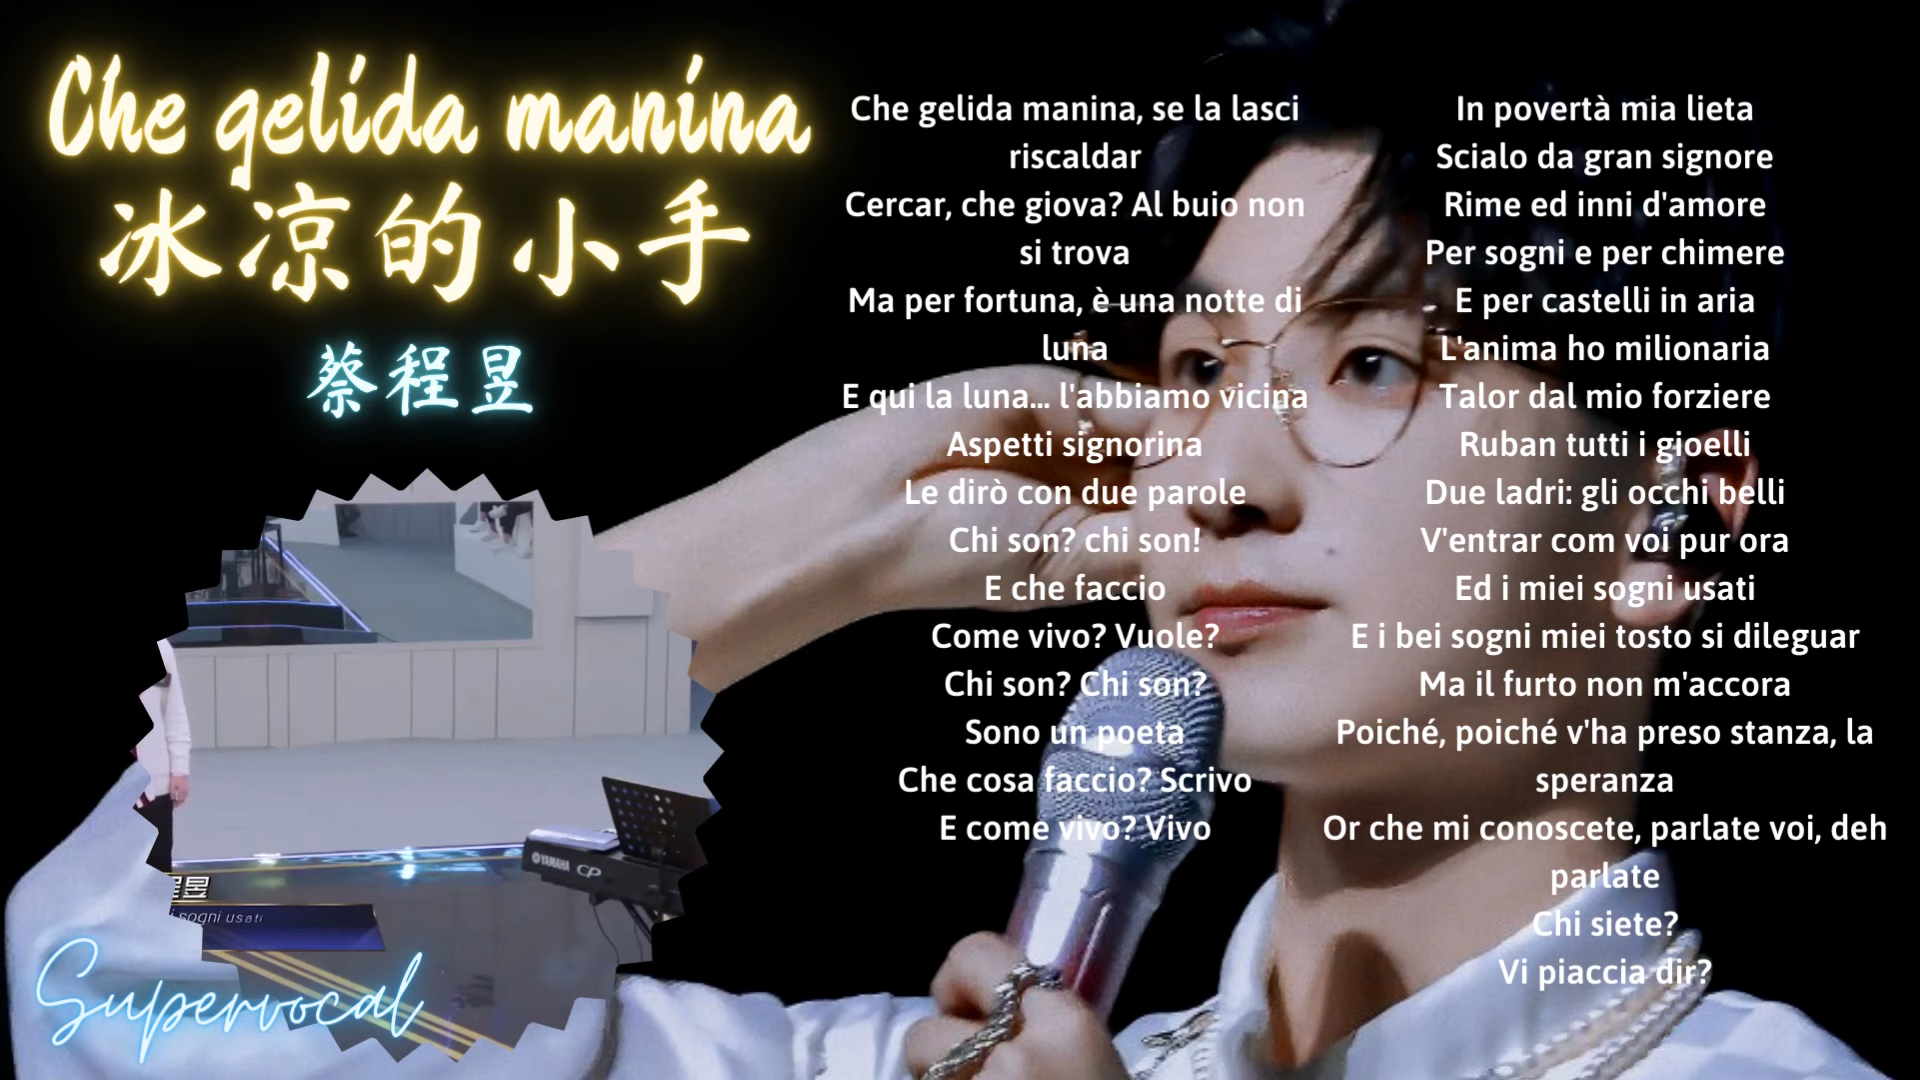 Che gelida manina
冰凉的小手
蔡程昱
Che gelida manina, se la lasci
riscaldar
Cercar, che giova? Al buio non
si trova
Ma per fortuna, è una notte di
luna
E qui la luna... l'abbiamo vicina
Aspetti signorina
Le dirò con due parole
Chi son? chi son!
E che faccio
Come vivo? Vuole?
Chi son? Chi son?
Sono un poeta
Che cosa faccio? Scrivo
E come vivo? Vivo
In povertà mia lieta
Scialo da gran signore
Rime ed inni d'amore
Per sogni e per chimere
E per castelli in aria
L'anima ho milionaria
Talor dal mio forziere
Ruban tutti i gioelli
Due ladri: gli occhi belli
V'entrar com voi pur ora
Ed i miei sogni usati
E i bei sogni miei tosto si dileguar
Ma il furto non m'accora
Poiché, poiché v'ha preso stanza, la
speranza
Or che mi conoscete, parlate voi, deh
parlate
Chi siete?
Vi piaccia dir?
YAMAHA CP
昱
i sogni usati
Supervocal